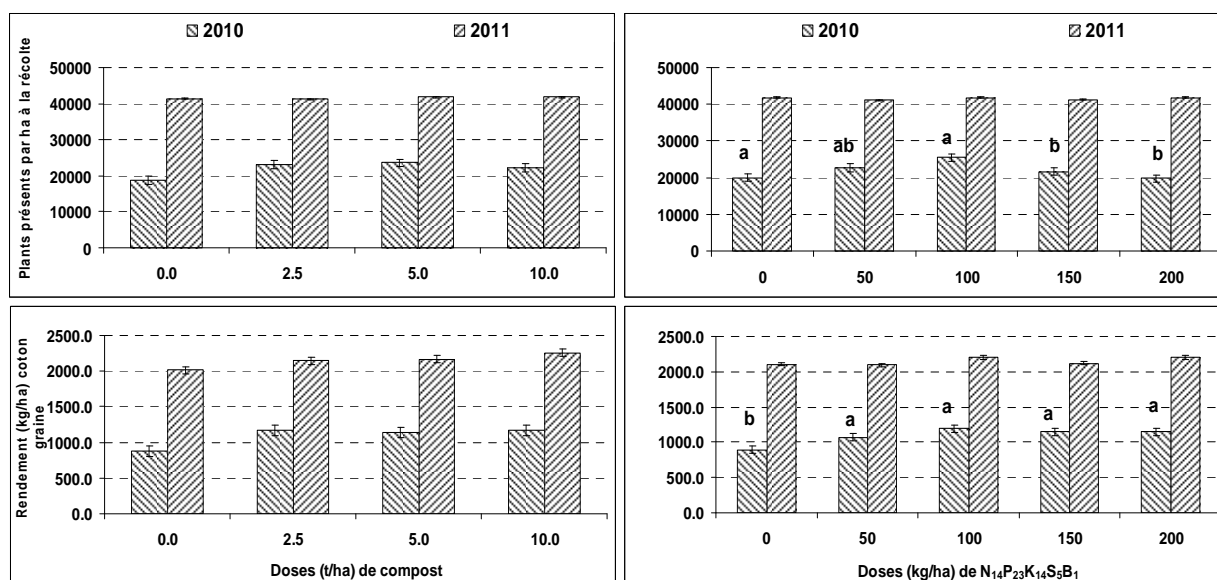 2010 2011
Plants présents par ha à la récolte
50000
40000
30000
20000
10000
0
0.0 2.5 5.0 10.0
2010 2011
50000
40000
30000
20000
10000
0
a ab a b b
0 50 100 150 200
Rendement (kg/ha) coton
graine
2500.0
2000.0
1500.0
1000.0
500.0
0.0
0.0 2.5 5.0 10.0
Doses (t/ha) de compost
2500.0
2000.0
1500.0
1000.0
500.0
0.0
b a a a a
0 50 100 150 200
Doses (kg/ha) de N₁₄P₂₃K₁₄S₅B₁